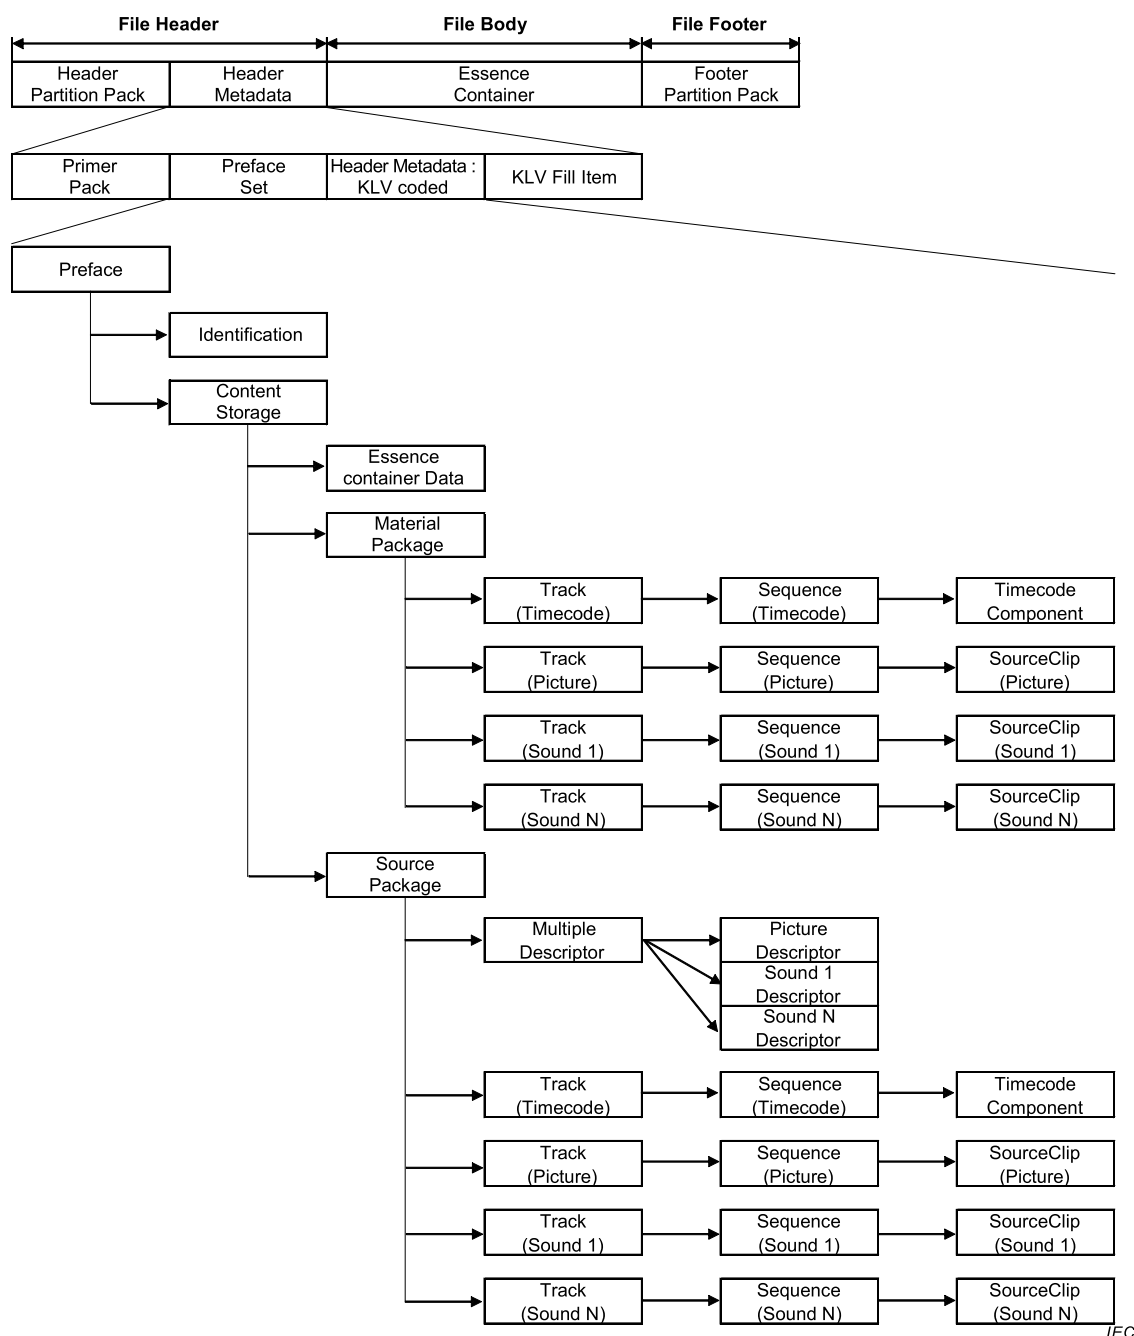 File Header
File Body
File Footer
Header
Partition Pack
Header
Metadata
Essence
Container
Footer
Partition Pack
Primer
Pack
Preface
Set
Header Metadata :
KLV coded
KLV Fill Item
Preface
Identification
Content
Storage
Essence
container Data
Material
Package
Track
(Timecode)
Sequence
(Timecode)
Timecode
Component
Track
(Picture)
Sequence
(Picture)
SourceClip
(Picture)
Track
(Sound 1)
Sequence
(Sound 1)
SourceClip
(Sound 1)
Track
(Sound N)
Sequence
(Sound N)
SourceClip
(Sound N)
Source
Package
Multiple
Descriptor
Picture
Descriptor
Sound 1
Descriptor
Sound N
Descriptor
Track
(Timecode)
Sequence
(Timecode)
Timecode
Component
Track
(Picture)
Sequence
(Picture)
SourceClip
(Picture)
Track
(Sound 1)
Sequence
(Sound 1)
SourceClip
(Sound 1)
Track
(Sound N)
Sequence
(Sound N)
SourceClip
(Sound N)
IEC